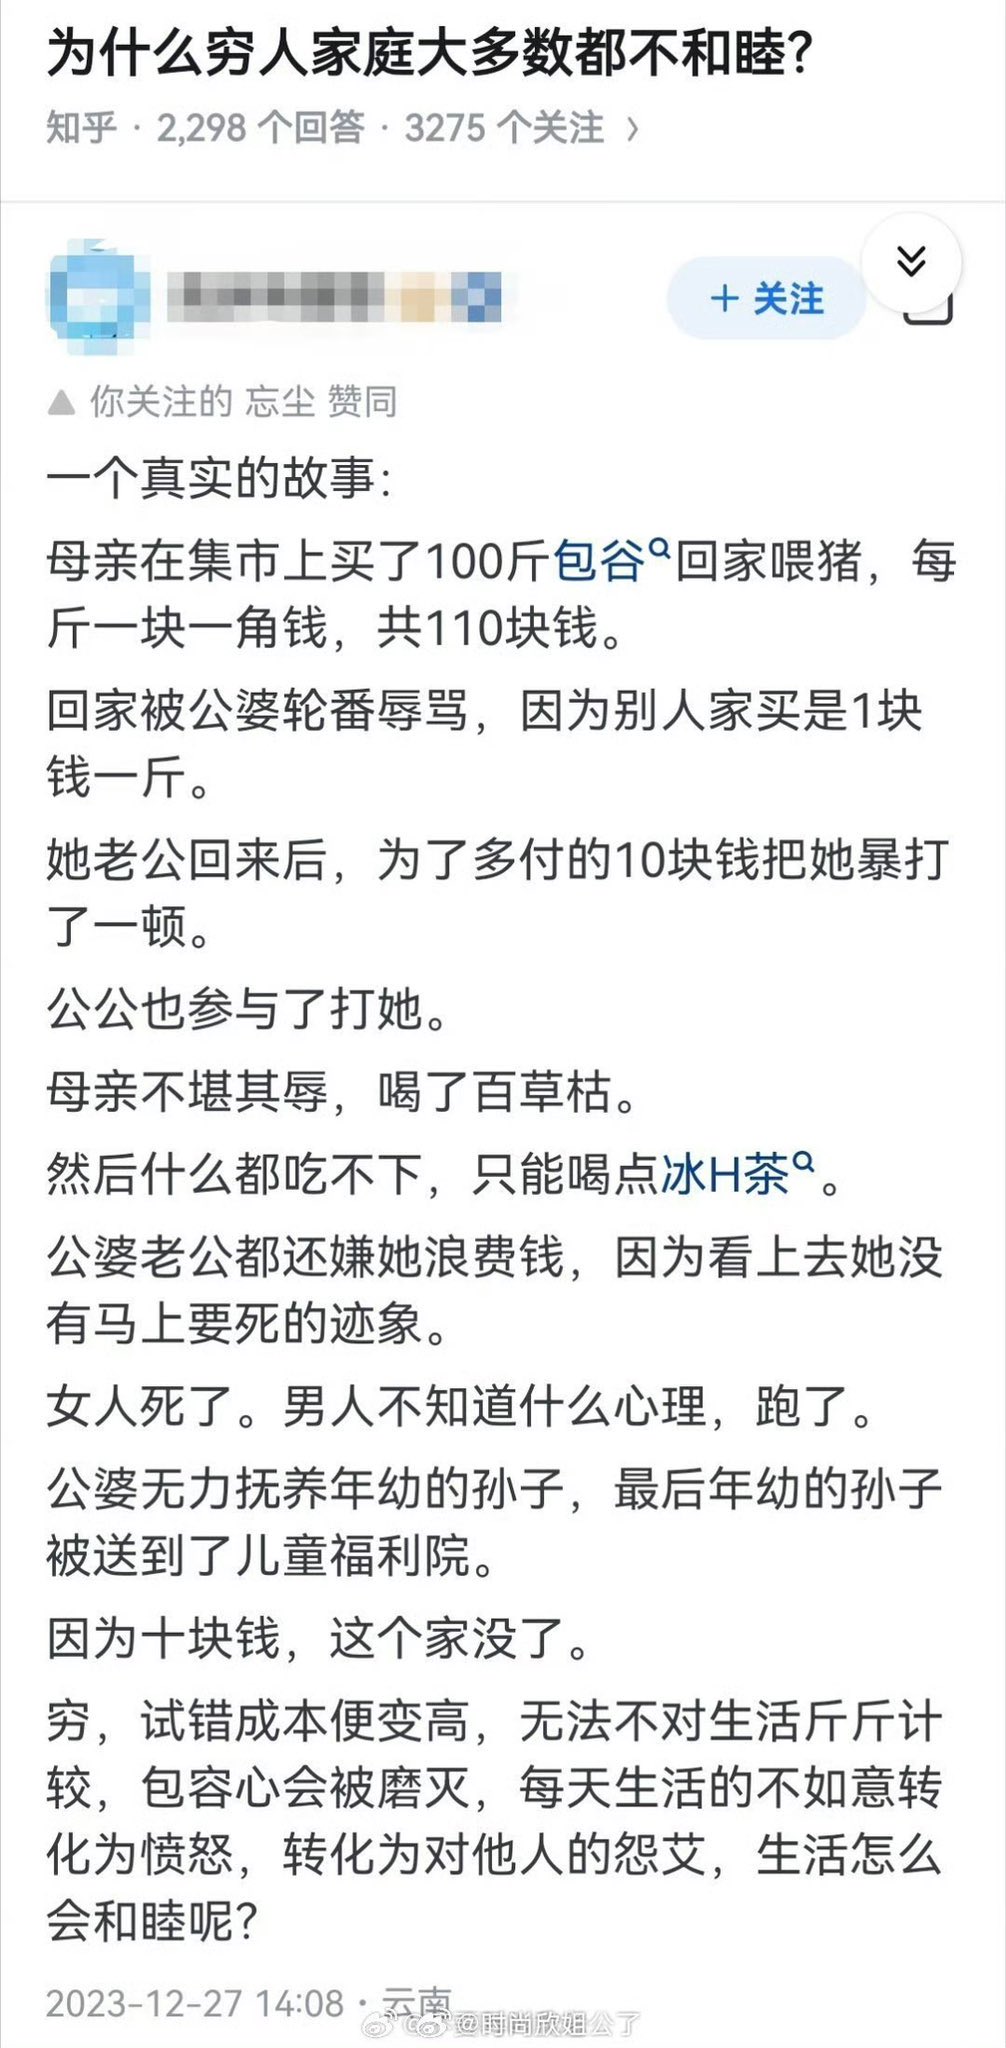 为什么穷人家庭大多数都不和睦？
知乎 · 2,298 个回答 · 3275 个关注 >
+ 关注
你关注的 忘尘 赞同
一个真实的故事：
母亲在集市上买了100斤包谷回家喂猪，每
斤一块一角钱，共110块钱。
回家被公婆轮番辱骂，因为别人家买是1块
钱一斤。
她老公回来后，为了多付的10块钱把她暴打
了一顿。
公公也参与了打她。
母亲不堪其辱，喝了百草枯。
然后什么都吃不下，只能喝点冰H茶。
公婆老公都还嫌她浪费钱，因为看上去她没
有马上要死的迹象。
女人死了。男人不知道什么心理，跑了。
公婆无力抚养年幼的孙子，最后年幼的孙子
被送到了儿童福利院。
因为十块钱，这个家没了。
穷，试错成本便变高，无法不对生活斤斤计
较，包容心会被磨灭，每天生活的不如意转
化为愤怒，转化为对他人的怨艾，生活怎么
会和睦呢？
2023-12-27 14:08 · 云南
@时尚欣姐公了